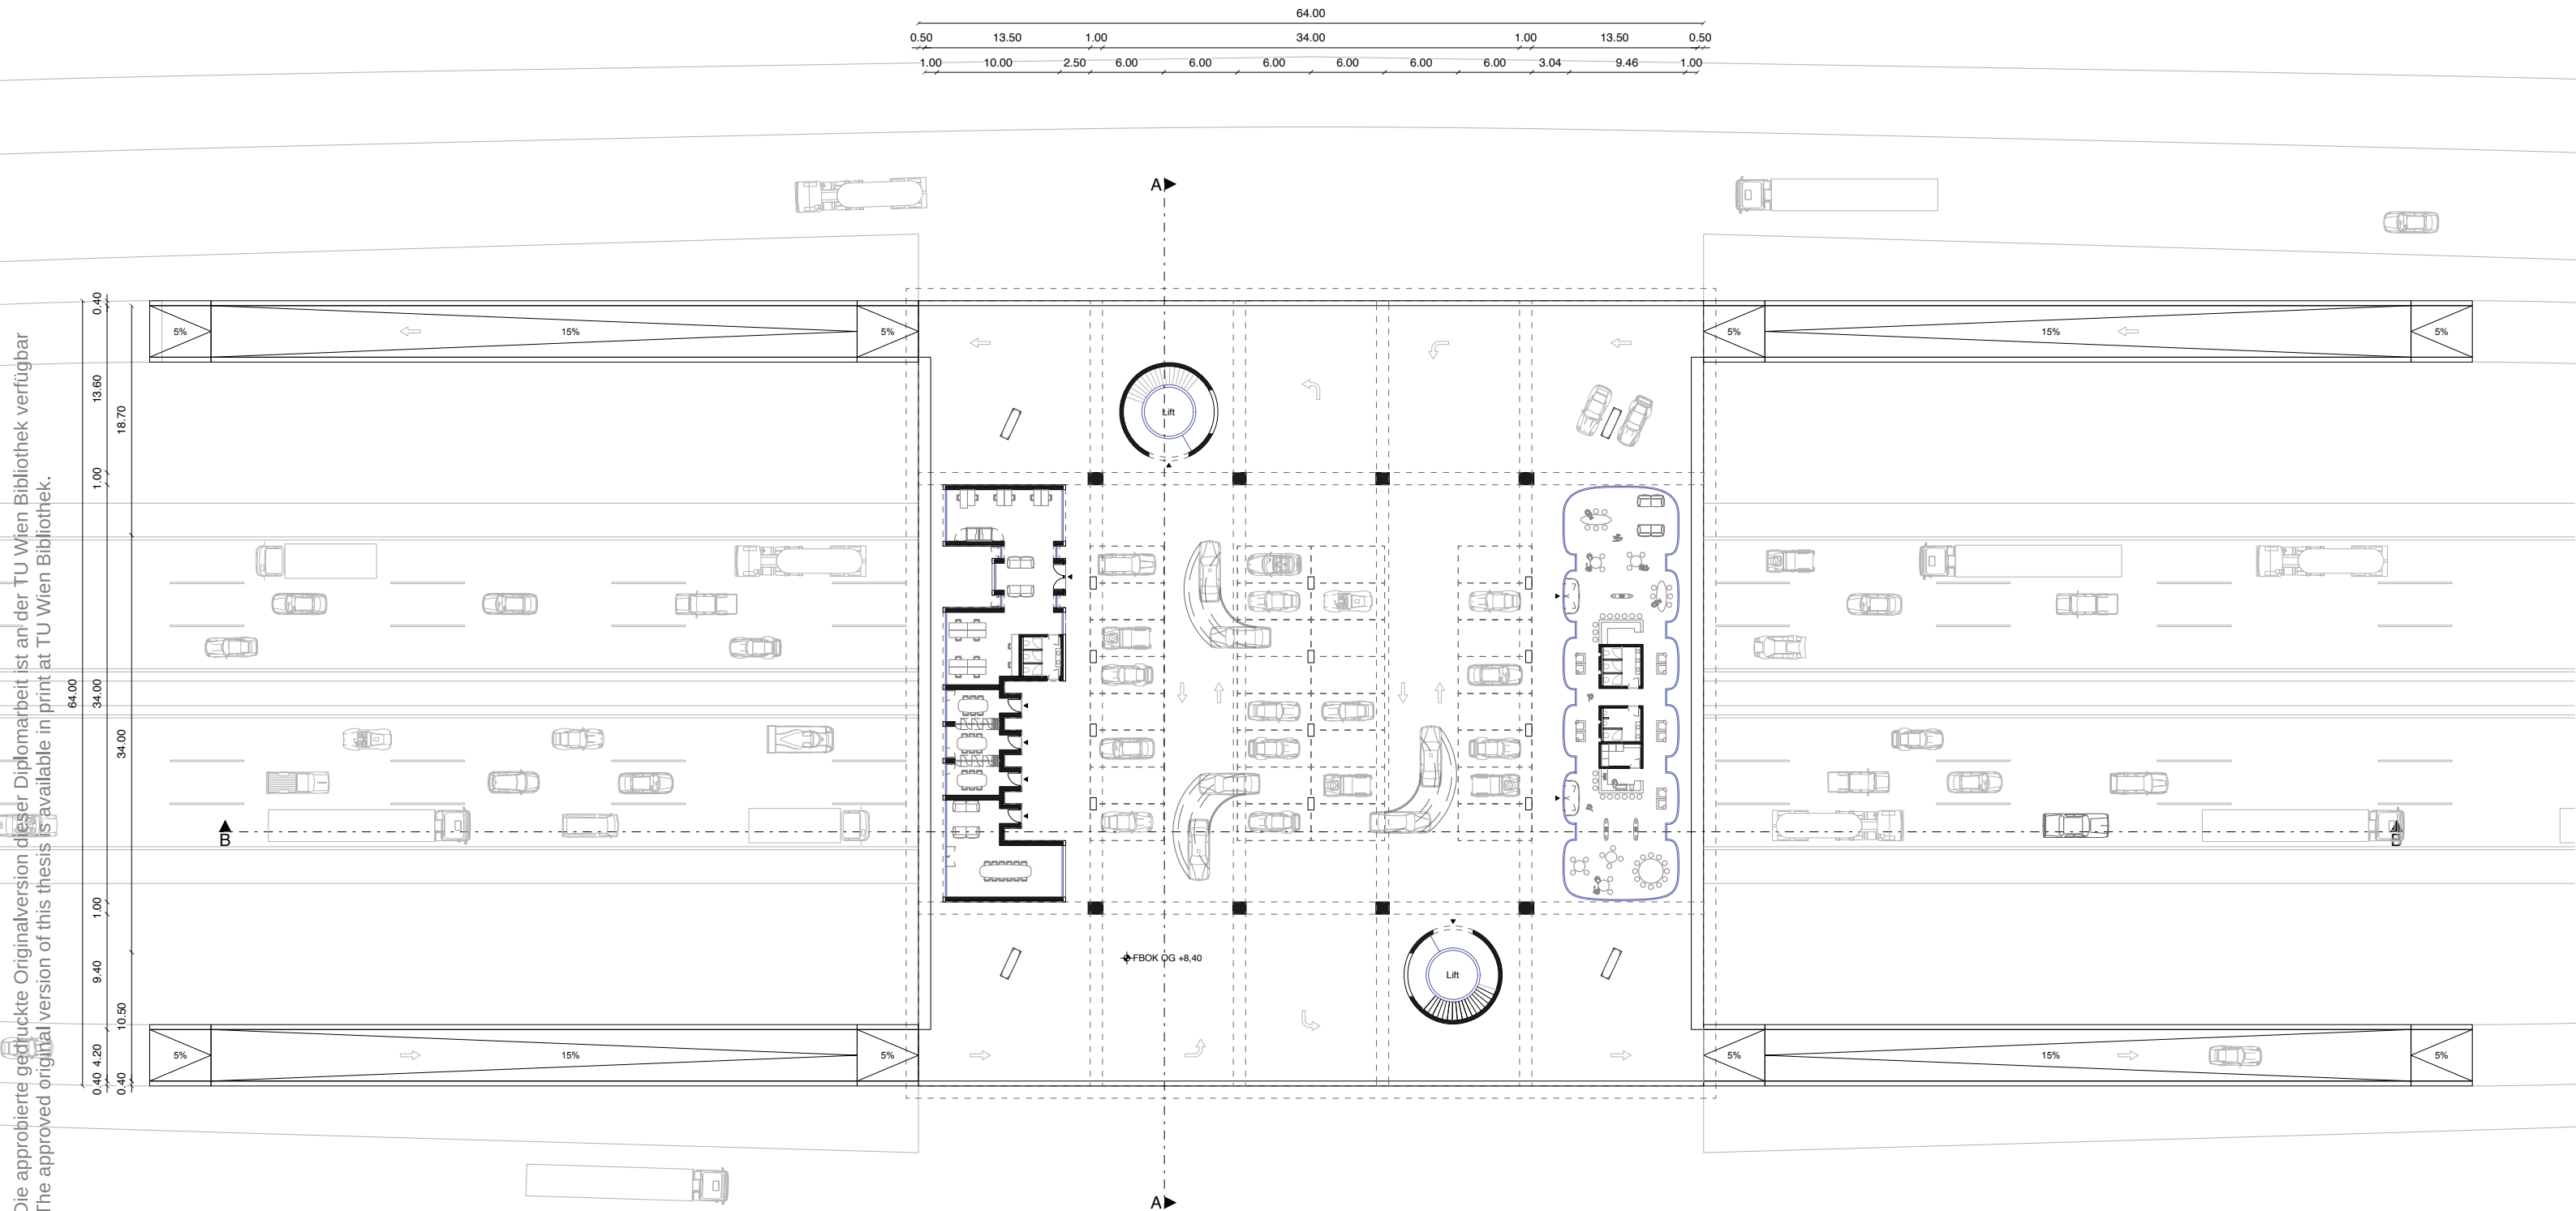 64.00
0.50 13.50 1.00 34.00 1.00 13.50 0.50
1.00 10.00 2.50 6.00 6.00 6.00 6.00 6.00 6.00 3.04 9.46 1.00
A
5% 15% 5% 5% 15% 5%
Lift
B
FBOK OG +8,40
Lift
5% 15% 5% 5% 15% 5%
A
64.00
0.40 13.60 1.00 34.00 1.00 9.40 4.20 0.40
18.70 34.00 10.50 0.40
Die approbierte gedruckte Originalversion dieser Diplomarbeit ist an der TU Wien Bibliothek verfügbar
The approved original version of this thesis is available in print at TU Wien Bibliothek.